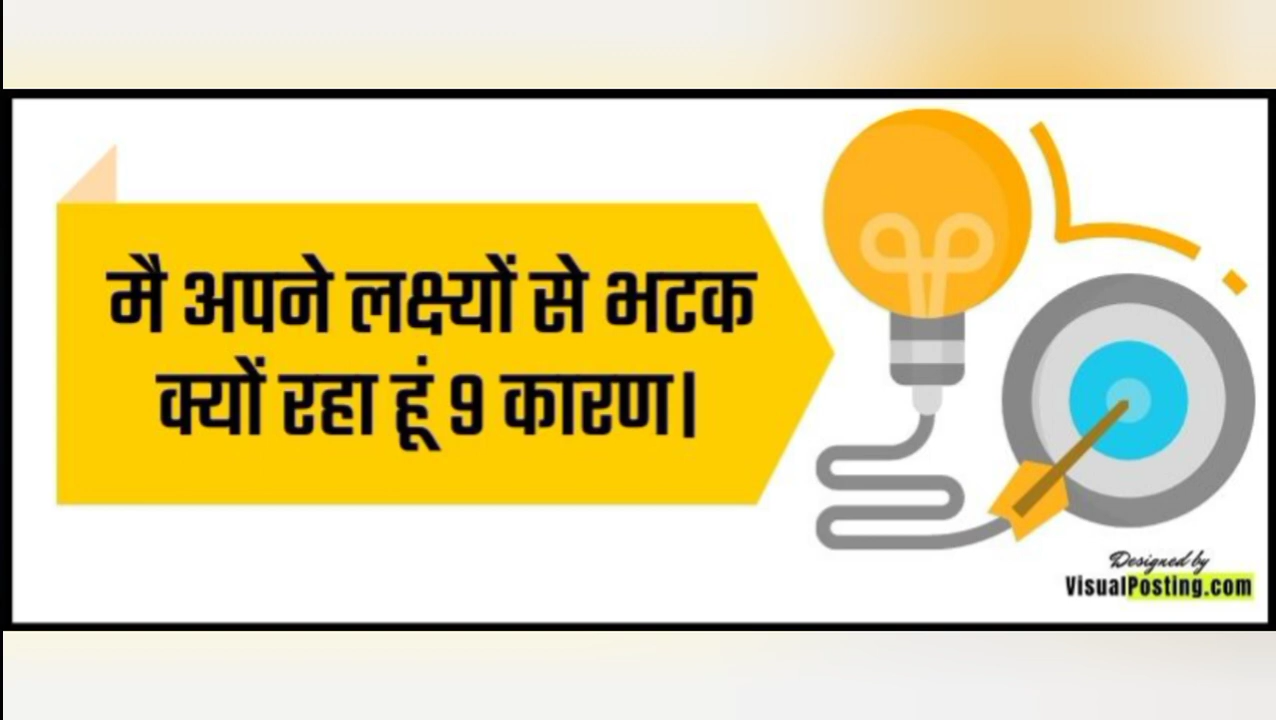 मै अपने लक्ष्यों से भटक
क्यों रहा हूं 9 कारण।
Designed by
VisualPosting.com